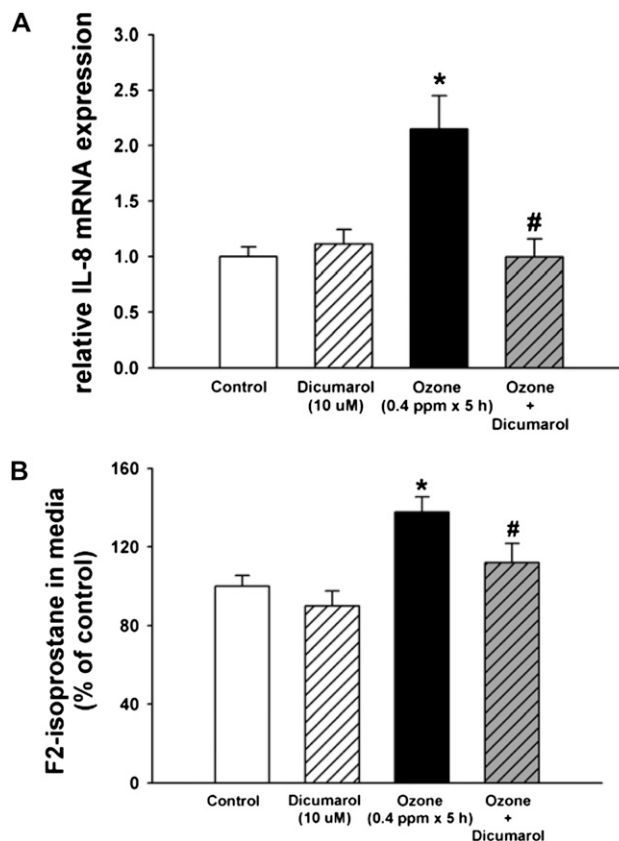 A
relative IL-8 mRNA expression
3.0
2.5
2.0
1.5
1.0
0.5
0.0
*
#
Control
Dicumarol
(10 uM)
Ozone
(0.4 ppm x 5 h)
Ozone
+
Dicumarol
B
F2-isoprostane in media
(% of control)
160
120
80
40
0
*
#
Control
Dicumarol
(10 uM)
Ozone
(0.4 ppm x 5 h)
Ozone
+
Dicumarol